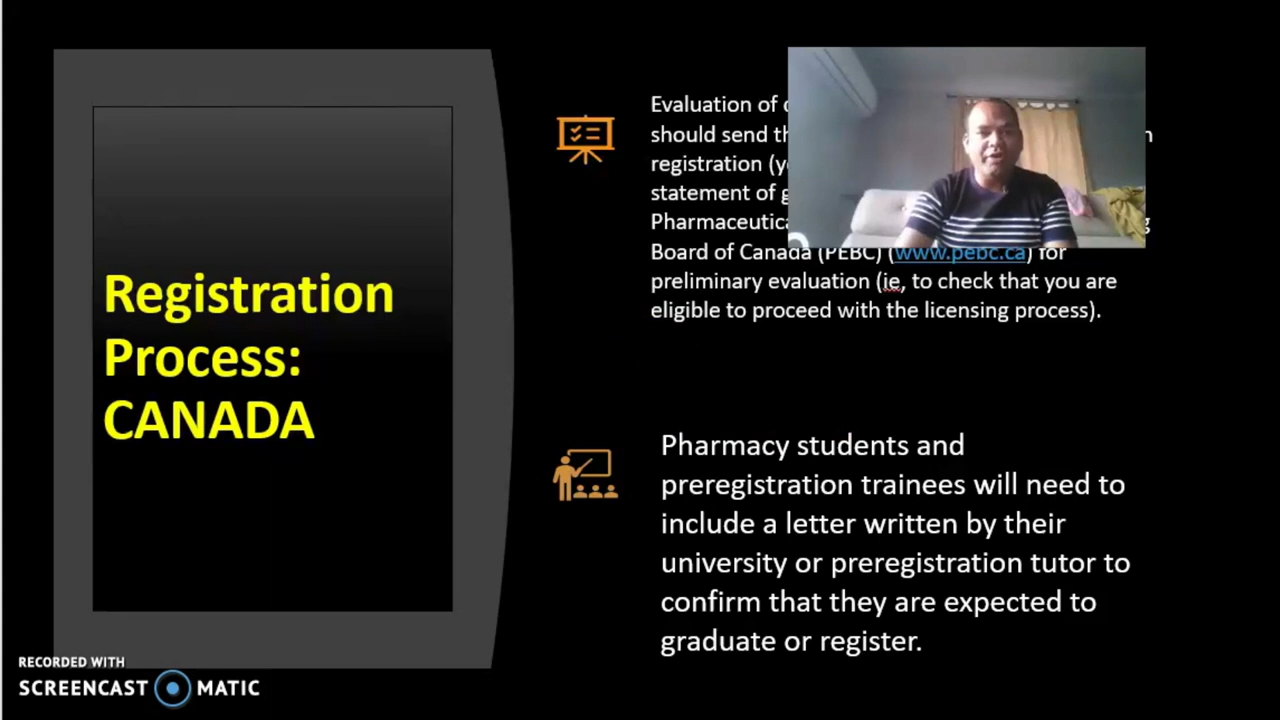 Registration
Process:
CANADA
Evaluation of
should send
registration
statement of
Board of Canada (PEBC) (www.pebc.ca) for
preliminary evaluation (ie, to check that you are
eligible to proceed with the licensing process).
Pharmacy students and
preregistration trainees will need to
include a letter written by their
university or preregistration tutor to
confirm that they are expected to
graduate or register.
RECORDED WITH
SCREENCAST MATIC